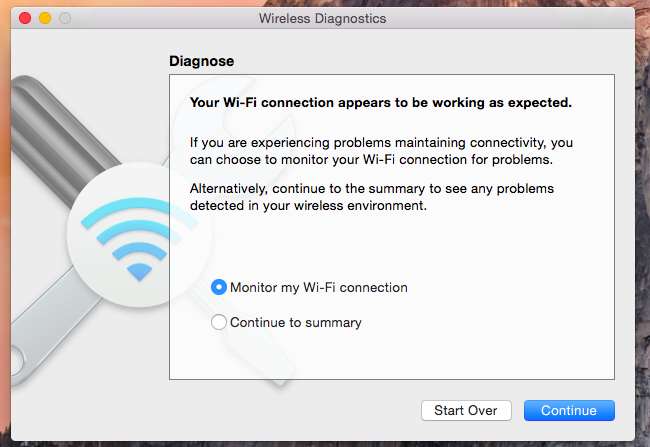 Wireless Diagnostics
Diagnose
Your Wi-Fi connection appears to be working as expected.
If you are experiencing problems maintaining connectivity, you
can choose to monitor your Wi-Fi connection for problems.
Alternatively, continue to the summary to see any problems
detected in your wireless environment.
Monitor my Wi-Fi connection
Continue to summary
Start Over
Continue